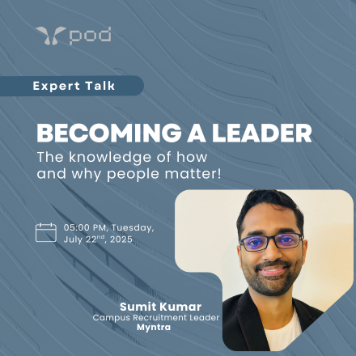 pod
Expert Talk
BECOMING A LEADER
The knowledge of how
and why people matter!
05:00 PM, Tuesday,
July 22nd, 2025
Sumit Kumar
Campus Recruitment Leader
Myntra